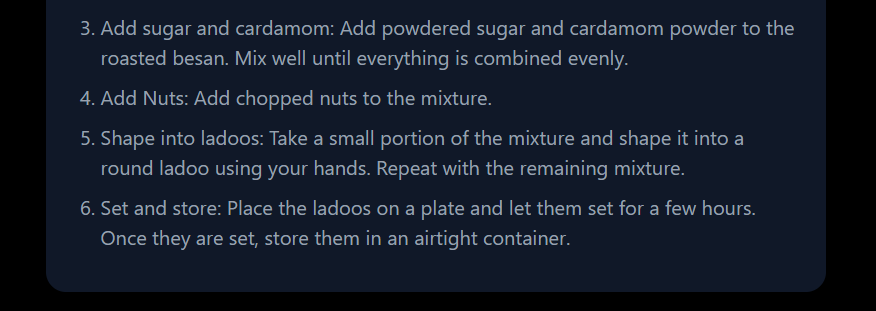 3. Add sugar and cardamom: Add powdered sugar and cardamom powder to the
roasted besan. Mix well until everything is combined evenly.
4. Add Nuts: Add chopped nuts to the mixture.
5. Shape into ladoos: Take a small portion of the mixture and shape it into a
round ladoo using your hands. Repeat with the remaining mixture.
6. Set and store: Place the ladoos on a plate and let them set for a few hours.
Once they are set, store them in an airtight container.